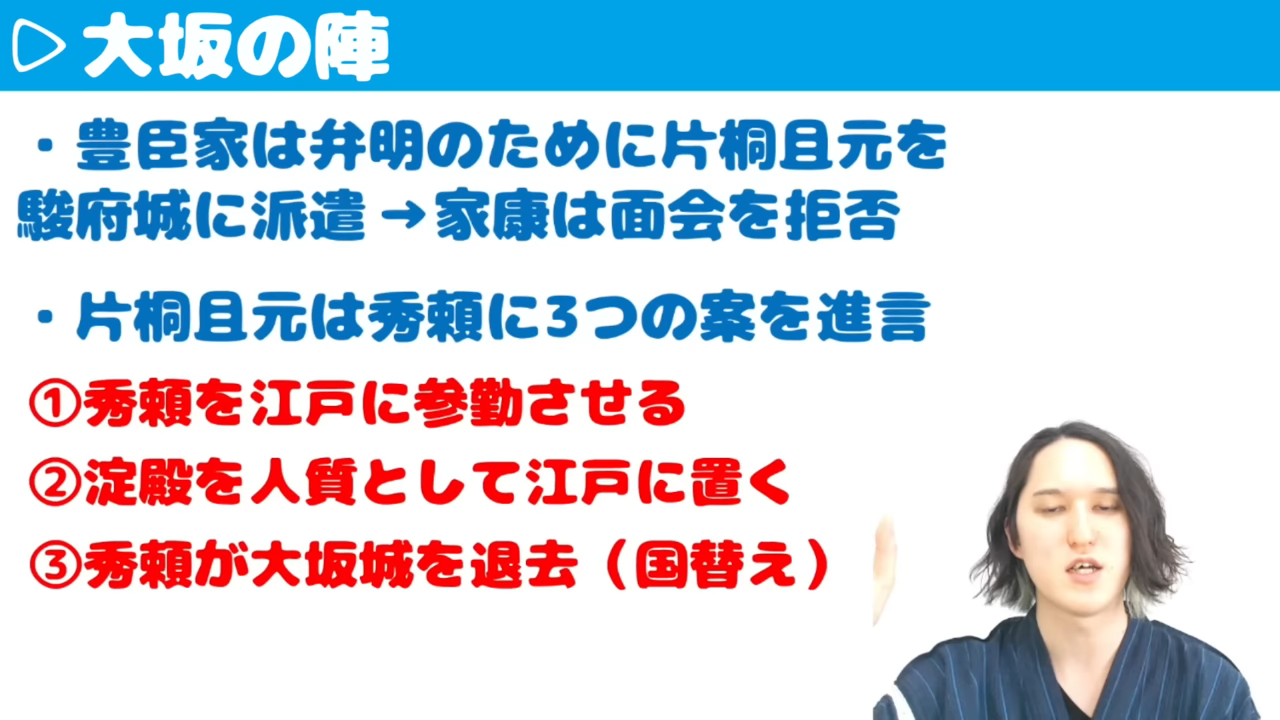 大坂の陣
・豊臣家は弁明のために片桐且元を
駿府城に派遣→家康は面会を拒否
・片桐且元は秀頼に3つの案を進言
①秀頼を江戸に参勤させる
②淀殿を人質として江戸に置く
③秀頼が大坂城を退去（国替え）